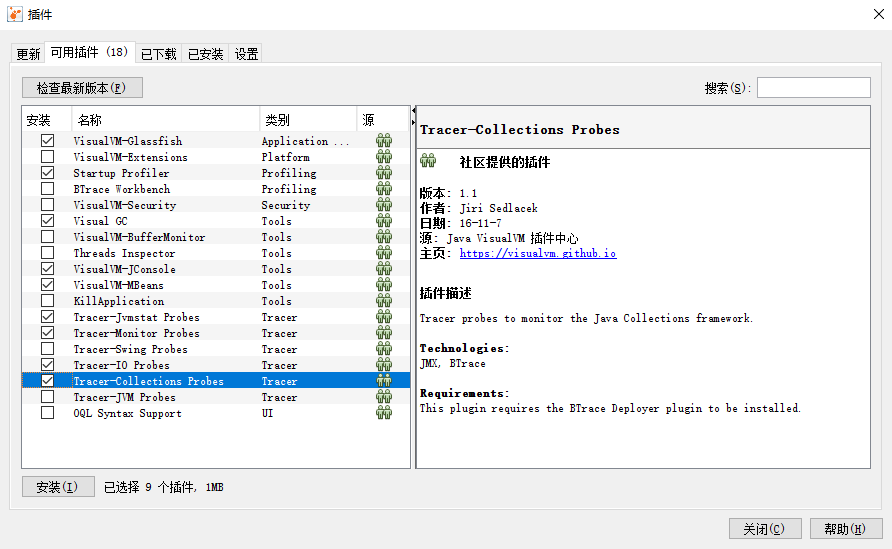 插件
更新 可用插件 (18) 已下载 已安装 设置
检查最新版本(F) 搜索(S):
安装 名称 类别 源
VisualVM-Glassfish Application ...
VisualVM-Extensions Platform
Startup Profiler Profiling
BTrace Workbench Profiling
VisualVM-Security Security
Visual GC Tools
VisualVM-BufferMonitor Tools
Threads Inspector Tools
VisualVM-JConsole Tools
VisualVM-MBeans Tools
KillApplication Tools
Tracer-Jvmstat Probes Tracer
Tracer-Monitor Probes Tracer
Tracer-Swing Probes Tracer
Tracer-IO Probes Tracer
Tracer-Collections Probes Tracer
Tracer-JVM Probes Tracer
OQL Syntax Support UI
Tracer-Collections Probes
社区提供的插件
版本: 1.1
作者: Jiri Sedlacek
日期: 16-11-7
源: Java VisualVM 插件中心
主页: https://visualvm.github.io
插件描述
Tracer probes to monitor the Java Collections framework.
Technologies:
JMX, BTrace
Requirements:
This plugin requires the BTrace Deployer plugin to be installed.
安装(I) 已选择 9 个插件, 1MB
关闭(C) 帮助(H)